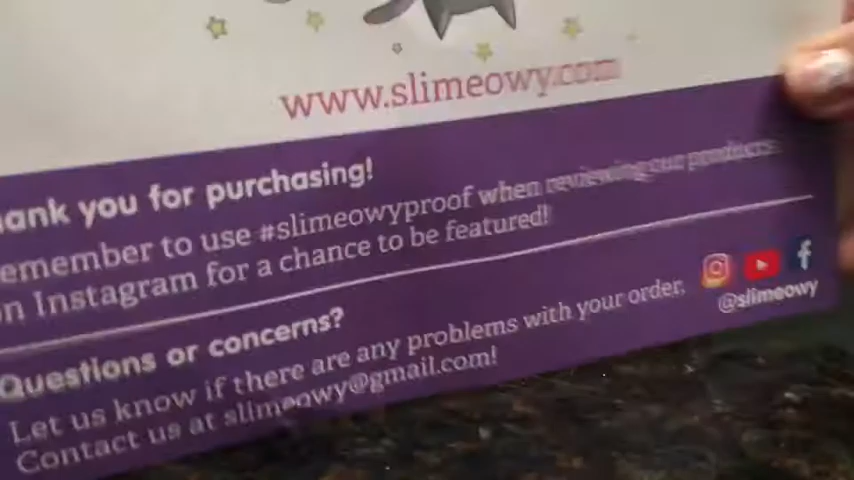 www.slimeowy.com
hank you for purchasing!
emember to use #slimeowyproof when reviewing our products
n Instagram for a chance to be featured!
Questions or concerns?
Let us know if there are any problems with your order.
Contact us at slimeowy@gmail.com!
@slimeowy